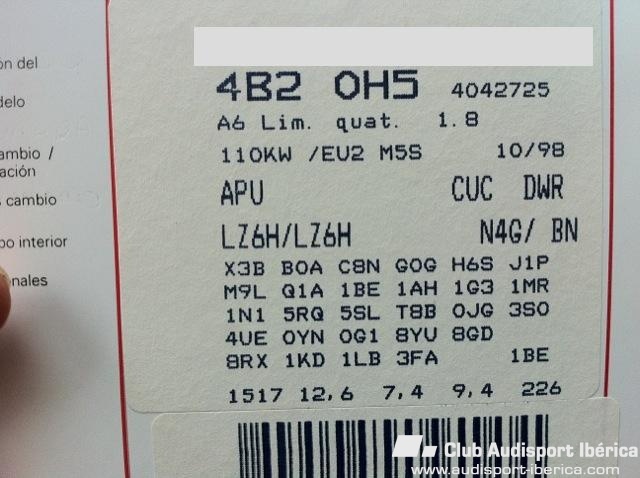 ón del
delo
ambio /
ación
s cambio
po interior
nales
4B2 0H5 4042725
A6 Lim. quat. 1.8
110KW /EU2 M5S 10/98
APU CUC DWR
LZ6H/LZ6H N4G/ BN
X3B B0A C8N G0G H6S J1P
M9L Q1A 1BE 1AH 1G3 1MR
1N1 5RQ 5SL T8B 0JG 3S0
4UE 0YN 0G1 8YU 8GD
8RX 1KD 1LB 3FA 1BE
1517 12,6 7,4 9,4 226
Club Audisport Ibérica
www.audisport-iberica.com